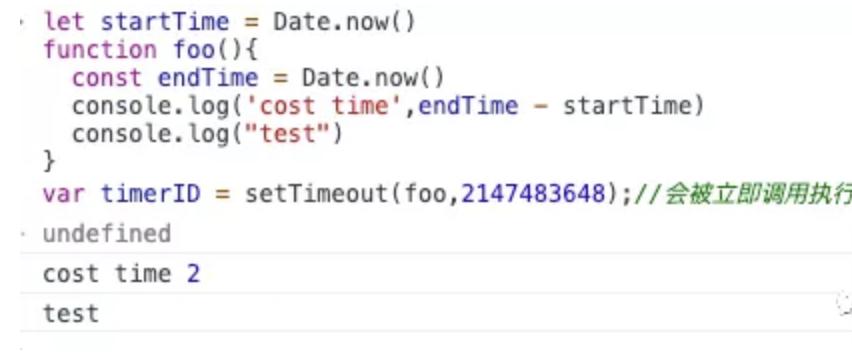 let startTime = Date.now()
function foo(){
const endTime = Date.now()
console.log('cost time',endTime - startTime)
console.log("test")
}
var timerID = setTimeout(foo,2147483648);//会被立即调用执行
undefined
cost time 2
test